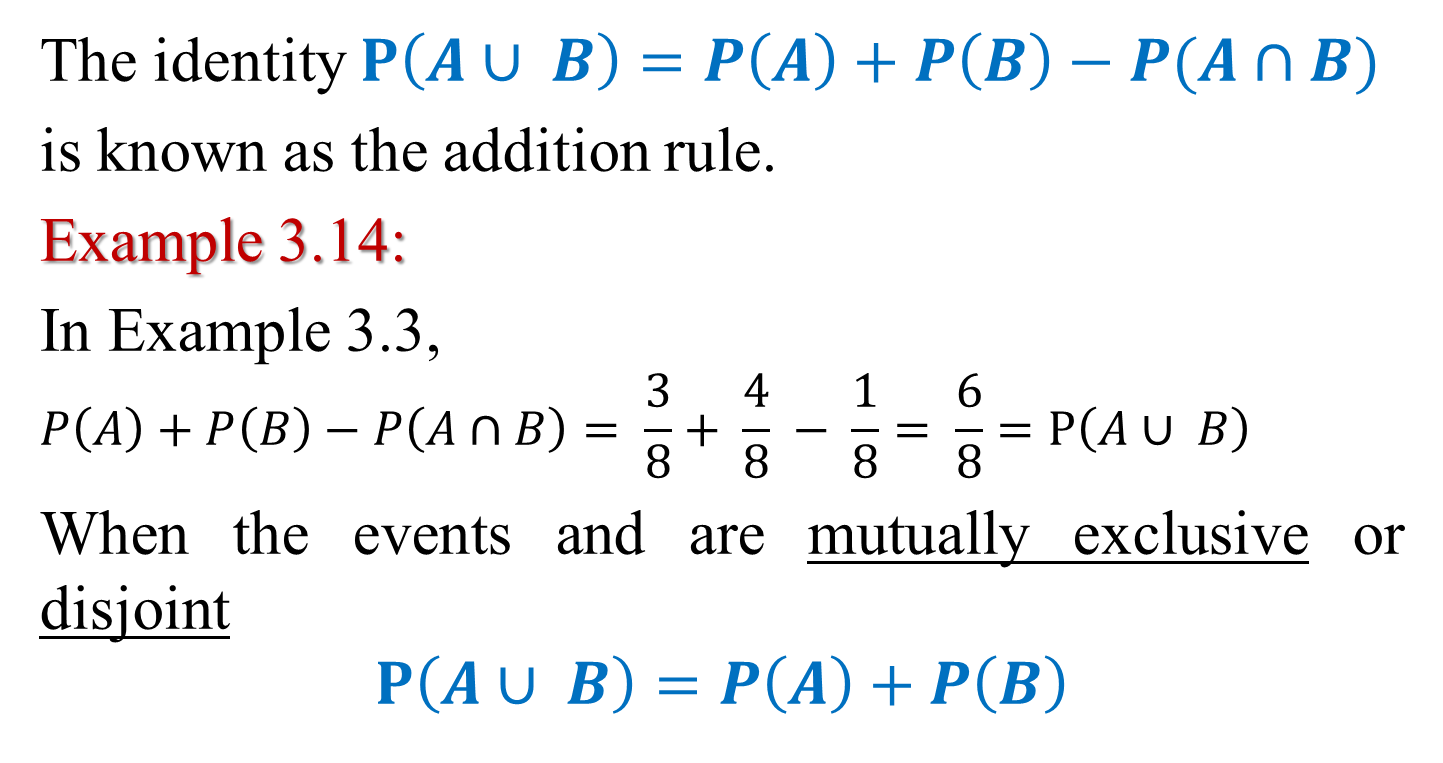 The identity P(A ∪ B) = P(A) + P(B) − P(A ∩ B)
is known as the addition rule.
Example 3.14:
In Example 3.3,
P(A) + P(B) − P(A ∩ B) = 3/8 + 4/8 − 1/8 = 6/8 = P(A ∪ B)
When the events and are mutually exclusive or
disjoint
P(A ∪ B) = P(A) + P(B)